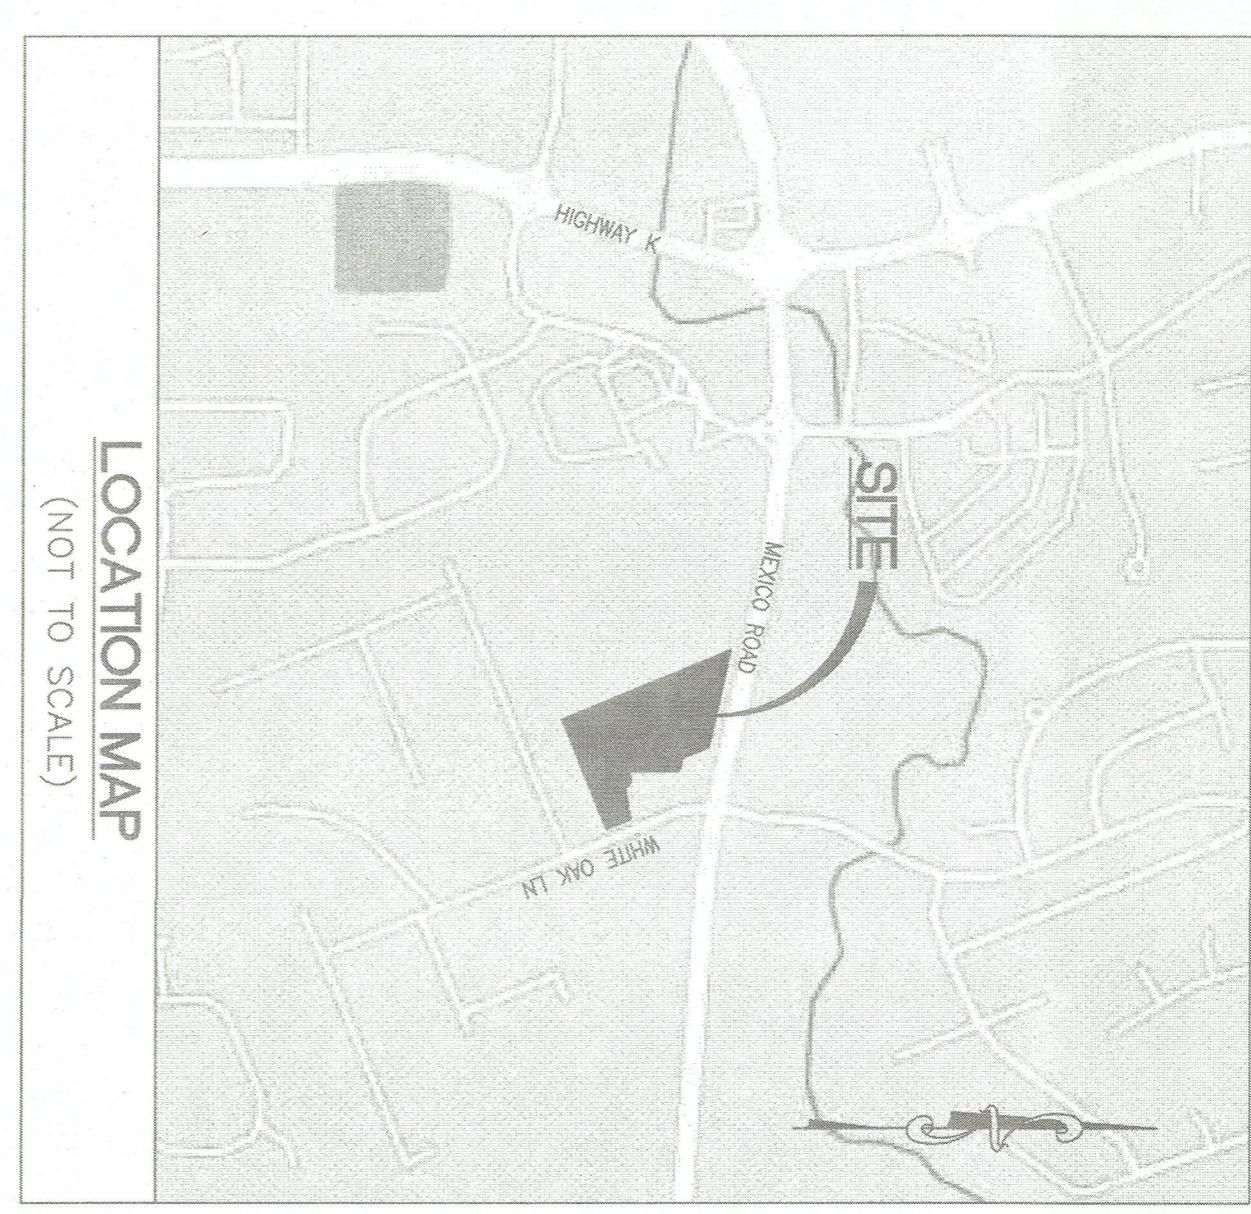 HIGHWAY K
SITE
MEXICO ROAD
WHITE OAK LN
LOCATION MAP
(NOT TO SCALE)